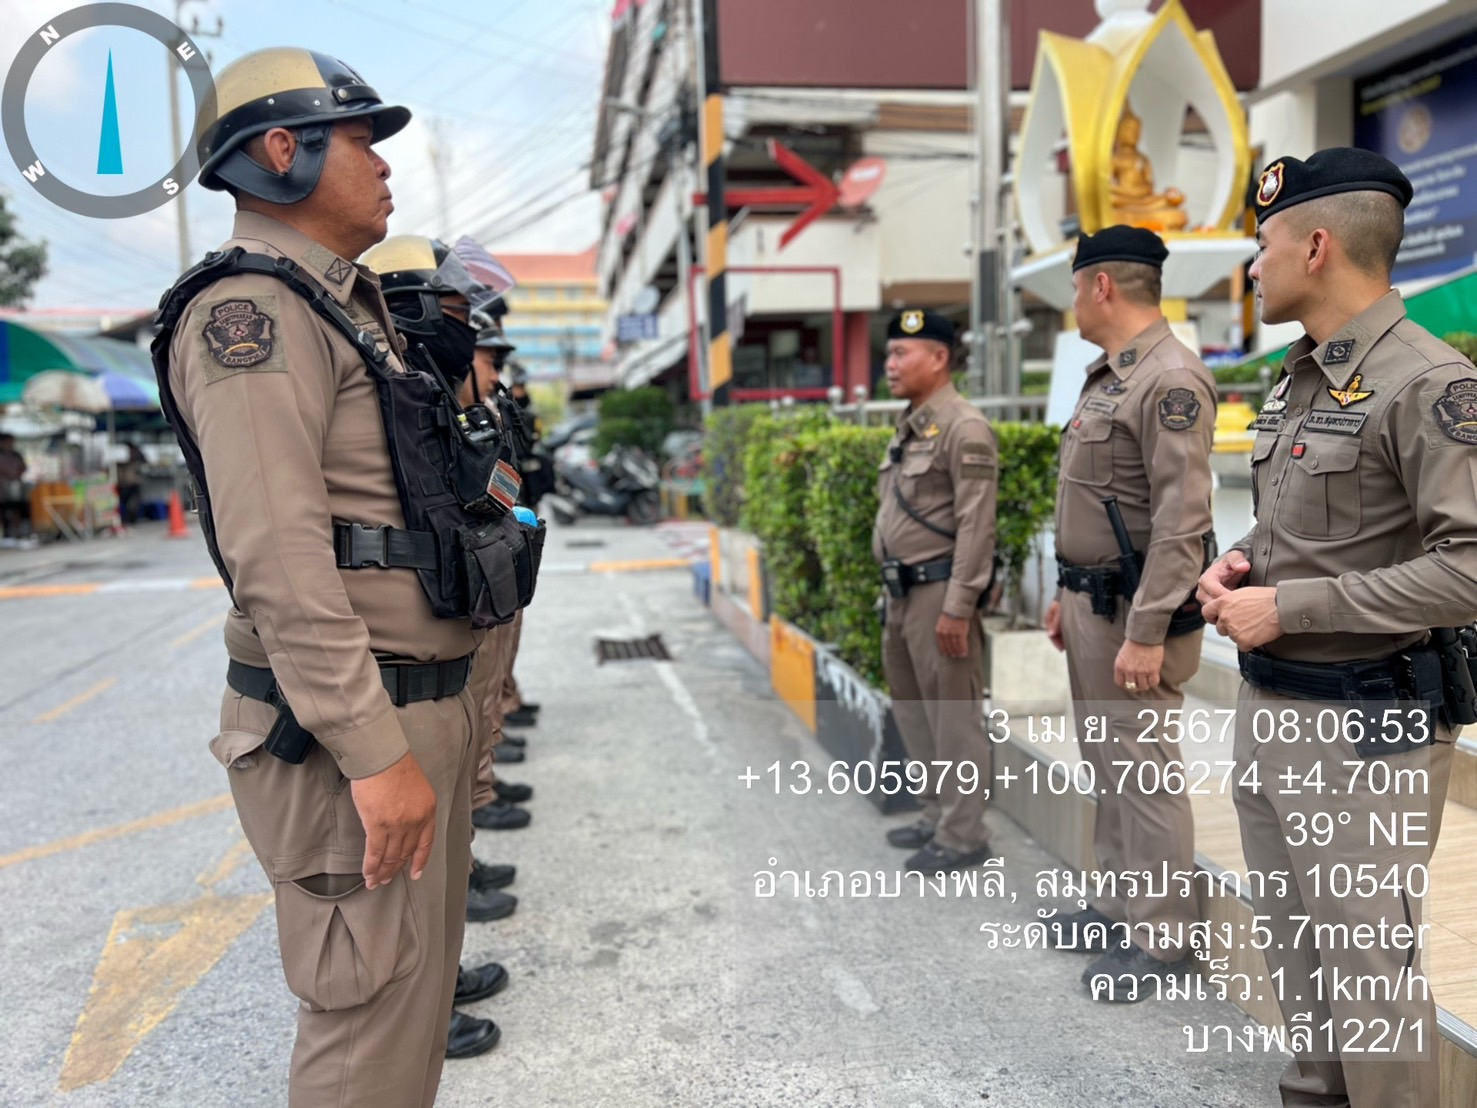 N
E
W
S
POLICE
BANGPHLI
POLICE
3 เม.ย. 2567 08:06:53
+13.605979,+100.706274 ±4.70m
39° NE
อำเภอบางพลี, สมุทรปราการ 10540
ระดับความสูง:5.7meter
ความเร็ว:1.1km/h
บางพลี122/1